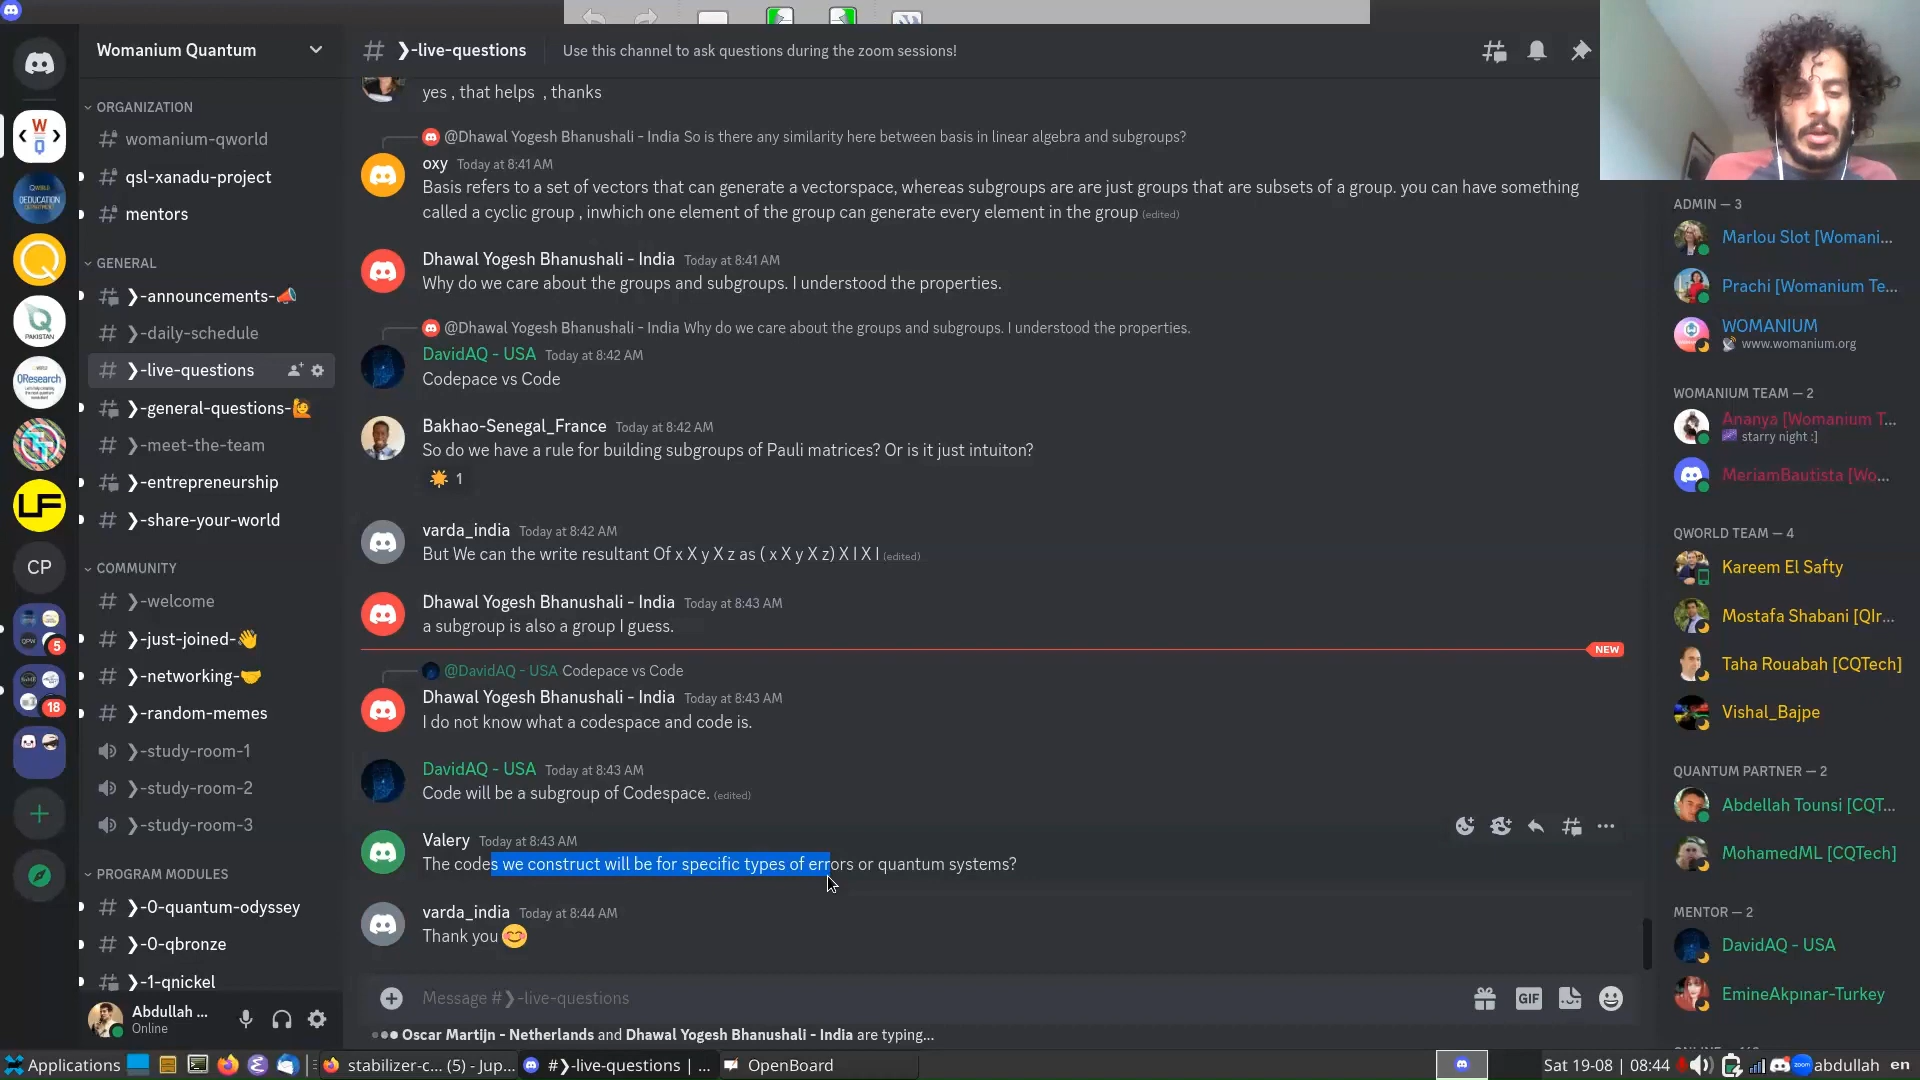 Womanium Quantum
ORGANIZATION
womanium-qworld
qsl-xanadu-project
mentors
GENERAL
❯-announcements-📣
❯-daily-schedule
❯-live-questions
❯-general-questions-🙋
❯-meet-the-team
❯-entrepreneurship
❯-share-your-world
COMMUNITY
❯-welcome
❯-just-joined-👋
❯-networking-🤝
❯-random-memes
❯-study-room-1
❯-study-room-2
❯-study-room-3
PROGRAM MODULES
❯-0-quantum-odyssey
❯-0-qbronze
❯-1-qnickel
Abdullah ...
Online
W
Q
PAKISTAN
QResearch
LF
CP
5
18
❯-live-questions
Use this channel to ask questions during the zoom sessions!
yes , that helps , thanks
@Dhawal Yogesh Bhanushali - India So is there any similarity here between basis in linear algebra and subgroups?
oxy Today at 8:41 AM
Basis refers to a set of vectors that can generate a vectorspace, whereas subgroups are are just groups that are subsets of a group. you can have something
called a cyclic group , inwhich one element of the group can generate every element in the group (edited)
Dhawal Yogesh Bhanushali - India Today at 8:41 AM
Why do we care about the groups and subgroups. I understood the properties.
@Dhawal Yogesh Bhanushali - India Why do we care about the groups and subgroups. I understood the properties.
DavidAQ - USA Today at 8:42 AM
Codepace vs Code
Bakhao-Senegal_France Today at 8:42 AM
So do we have a rule for building subgroups of Pauli matrices? Or is it just intuiton?
1
varda_india Today at 8:42 AM
But We can the write resultant Of x X y X z as ( x X y X z) X I X I (edited)
Dhawal Yogesh Bhanushali - India Today at 8:43 AM
a subgroup is also a group I guess.
NEW
@DavidAQ - USA Codepace vs Code
Dhawal Yogesh Bhanushali - India Today at 8:43 AM
I do not know what a codespace and code is.
DavidAQ - USA Today at 8:43 AM
Code will be a subgroup of Codespace. (edited)
Valery Today at 8:43 AM
The codes we construct will be for specific types of errors or quantum systems?
varda_india Today at 8:44 AM
Thank you 😊
Message #❯-live-questions
GIF
Oscar Martijn - Netherlands and Dhawal Yogesh Bhanushali - India are typing...
ADMIN — 3
Marlou Slot [Womani...
Prachi [Womanium Te...
WOMANIUM
www.womanium.org
WOMANIUM TEAM — 2
Ananya [Womanium T...
starry night :]
MeriamBautista [Wo...
QWORLD TEAM — 4
Kareem El Safty
Mostafa Shabani [QIr...
Taha Rouabah [CQTech]
Vishal_Bajpe
QUANTUM PARTNER — 2
Abdellah Tounsi [CQT...
MohamedML [CQTech]
MENTOR — 2
DavidAQ - USA
EmineAkpınar-Turkey
Applications
stabilizer-c... (5) - Jup...
#❯-live-questions | ...
OpenBoard
Sat 19-08 | 08:44
zoom
abdullah
en